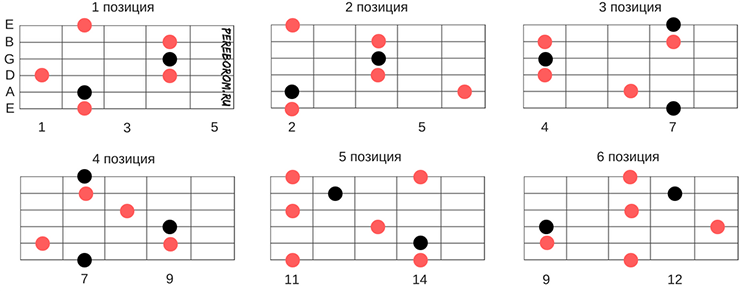 1 позиция
2 позиция
3 позиция
E
B
G
D
A
E
PEREBOROM.RU
1 3 5
2 5
4 7
4 позиция
5 позиция
6 позиция
7 9
11 14
9 12